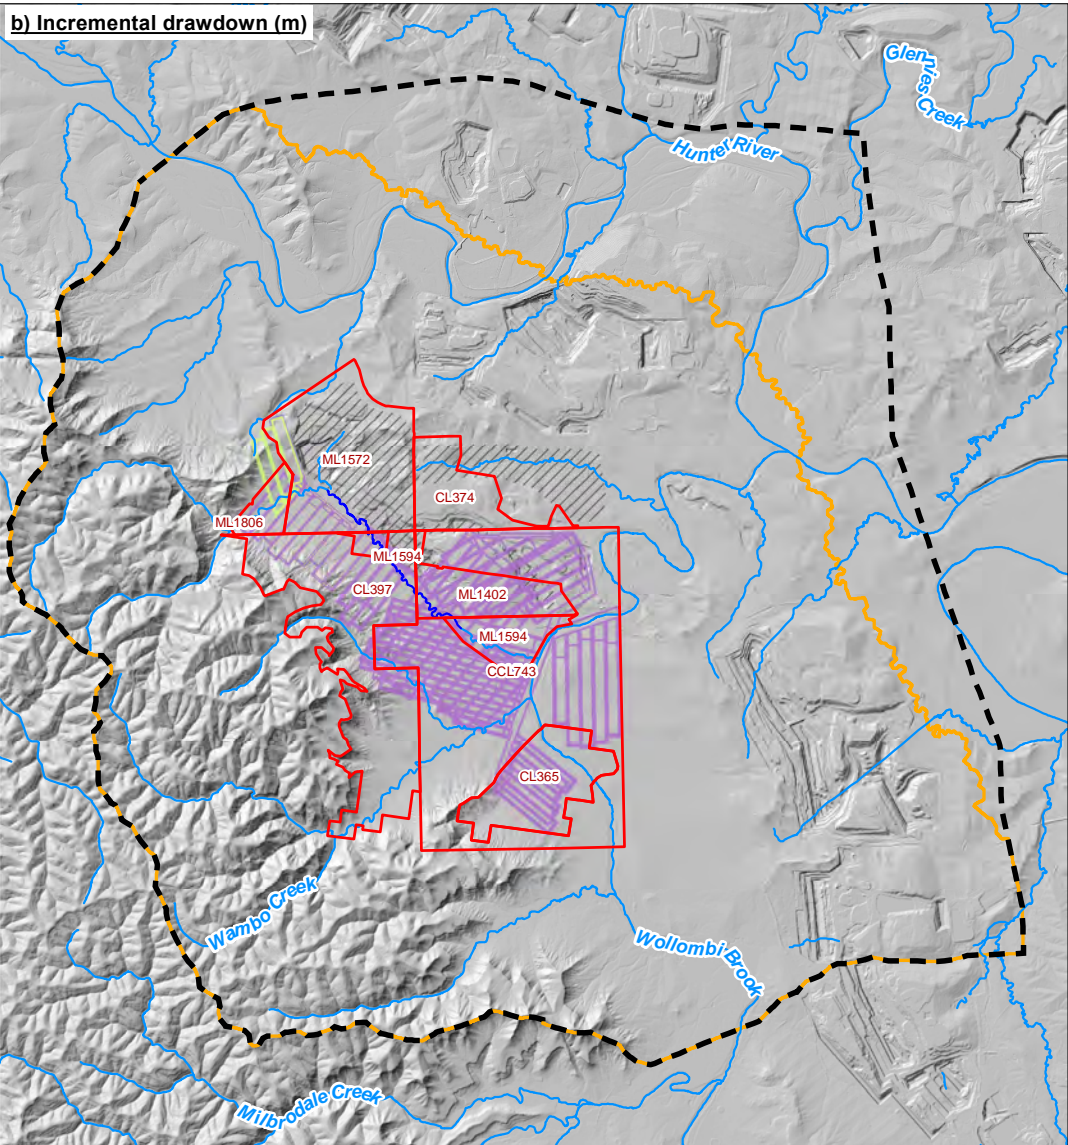 b) Incremental drawdown (m)
Glennies Creek
Hunter River
ML1572
CL374
ML1806
ML1594
CL397
ML1402
ML1594
CCL743
CL365
Wambo Creek
Wollombi Brook
Milbrodale Creek